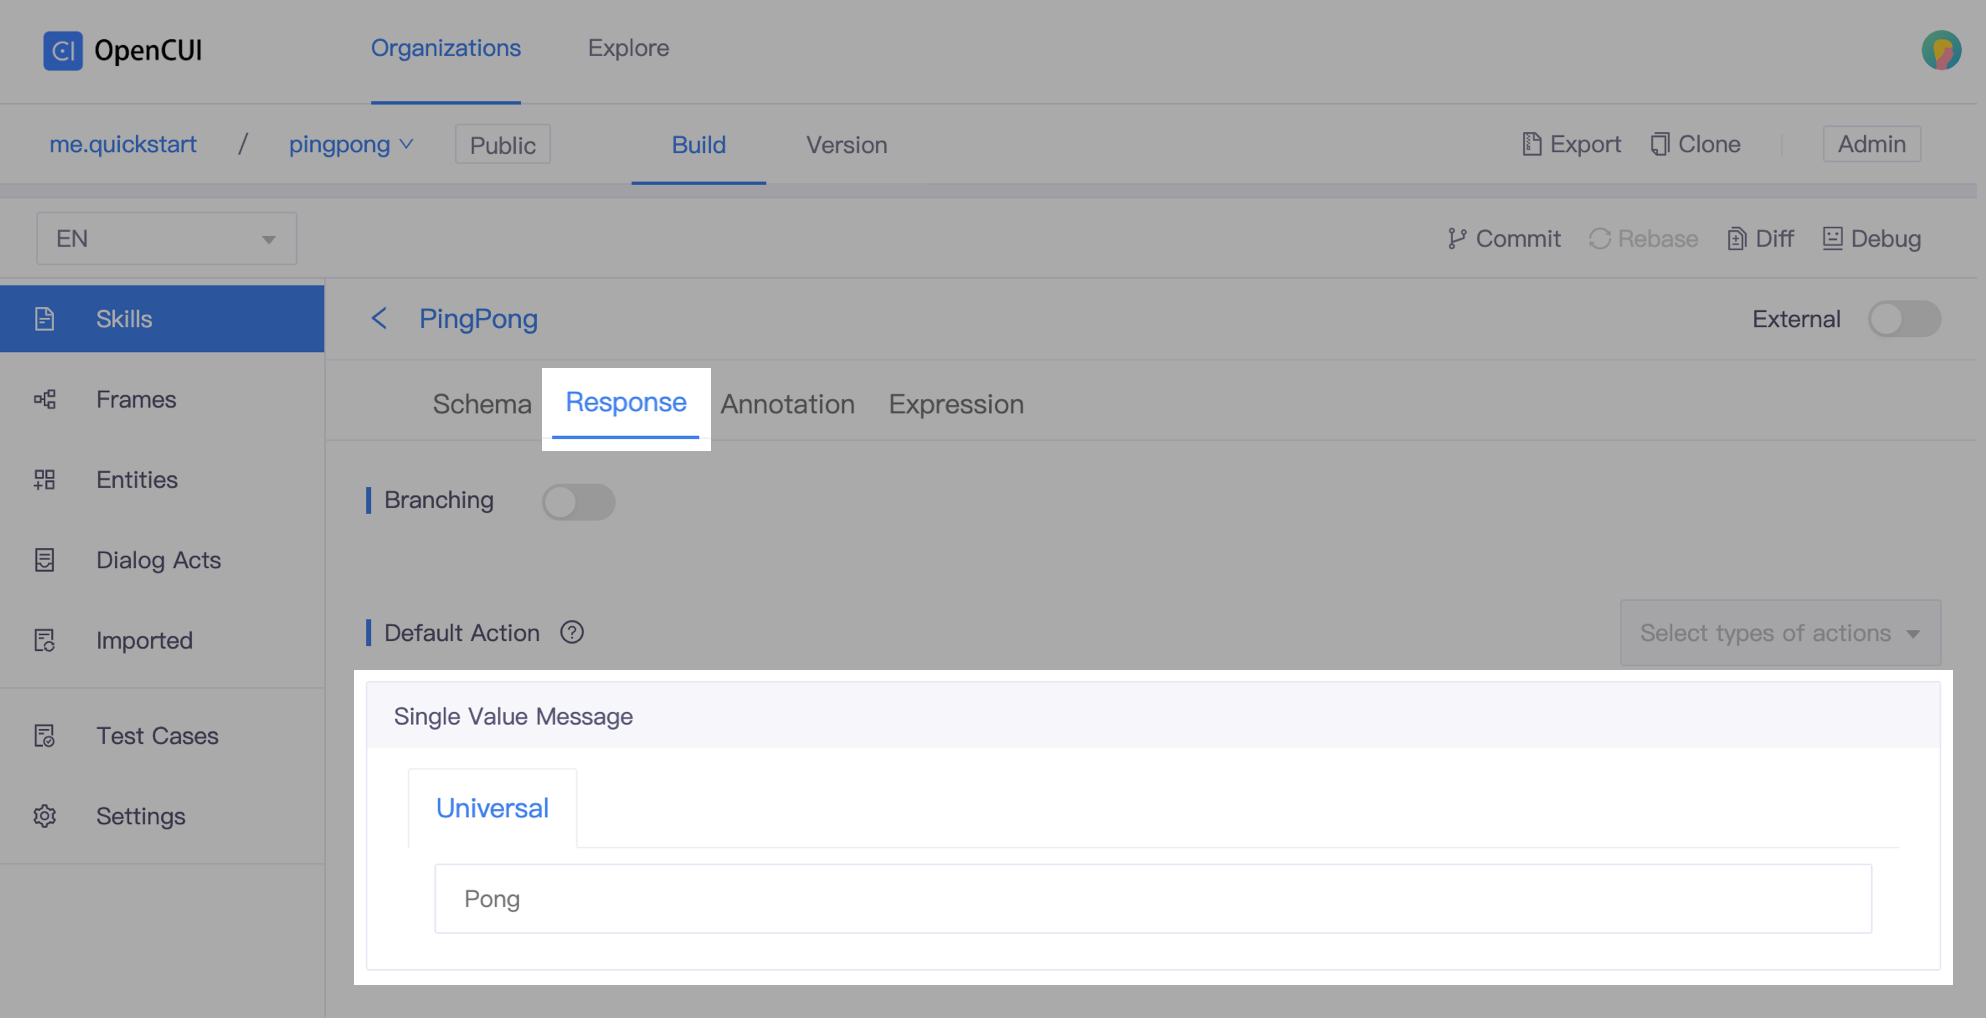 OpenCUI Organizations Explore
me.quickstart / pingpong Public Build Version Export Clone Admin
EN Commit Rebase Diff Debug
Skills
Frames
Entities
Dialog Acts
Imported
Test Cases
Settings
PingPong External
Schema Response Annotation Expression
Branching
Default Action ? Select types of actions
Single Value Message
Universal
Pong